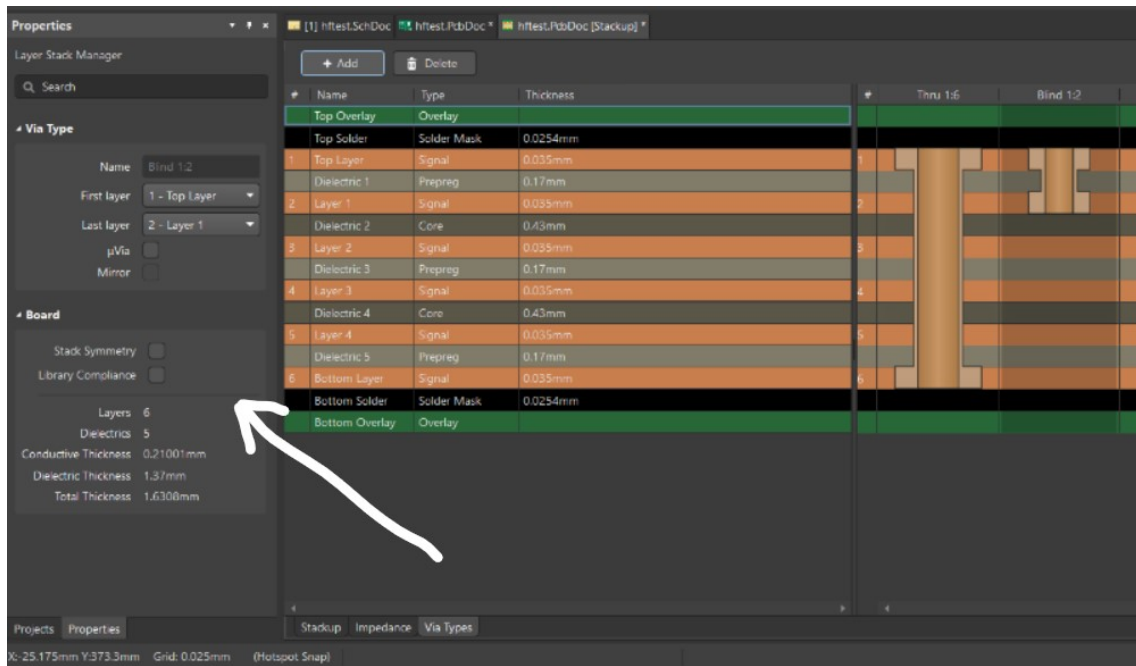 Properties
[1] hftest.SchDoc hftest.PcbDoc * hftest.PcbDoc [Stackup] *
Layer Stack Manager
+ Add Delete
Search
# Name Type Thickness # Thru 1:6 Blind 1:2
Top Overlay Overlay
Via Type
Top Solder Solder Mask 0.0254mm
Name Blind 1:2
1 Top Layer Signal 0.035mm 1
Dielectric 1 Prepreg 0.17mm
First layer 1 - Top Layer
2 Layer 1 Signal 0.035mm 2
Last layer 2 - Layer 1
Dielectric 2 Core 0.43mm
µVia
3 Layer 2 Signal 0.035mm 3
Mirror
Dielectric 3 Prepreg 0.17mm
4 Layer 3 Signal 0.035mm 4
Board
Dielectric 4 Core 0.43mm
5 Layer 4 Signal 0.035mm 5
Stack Symmetry
Dielectric 5 Prepreg 0.17mm
Library Compliance
6 Bottom Layer Signal 0.035mm 6
Bottom Solder Solder Mask 0.0254mm
Layers 6
Bottom Overlay Overlay
Dielectrics 5
Conductive Thickness 0.21001mm
Dielectric Thickness 1.37mm
Total Thickness 1.6308mm
Projects Properties
Stackup Impedance Via Types
X:-25.175mm Y:373.3mm Grid: 0.025mm (Hotspot Snap)